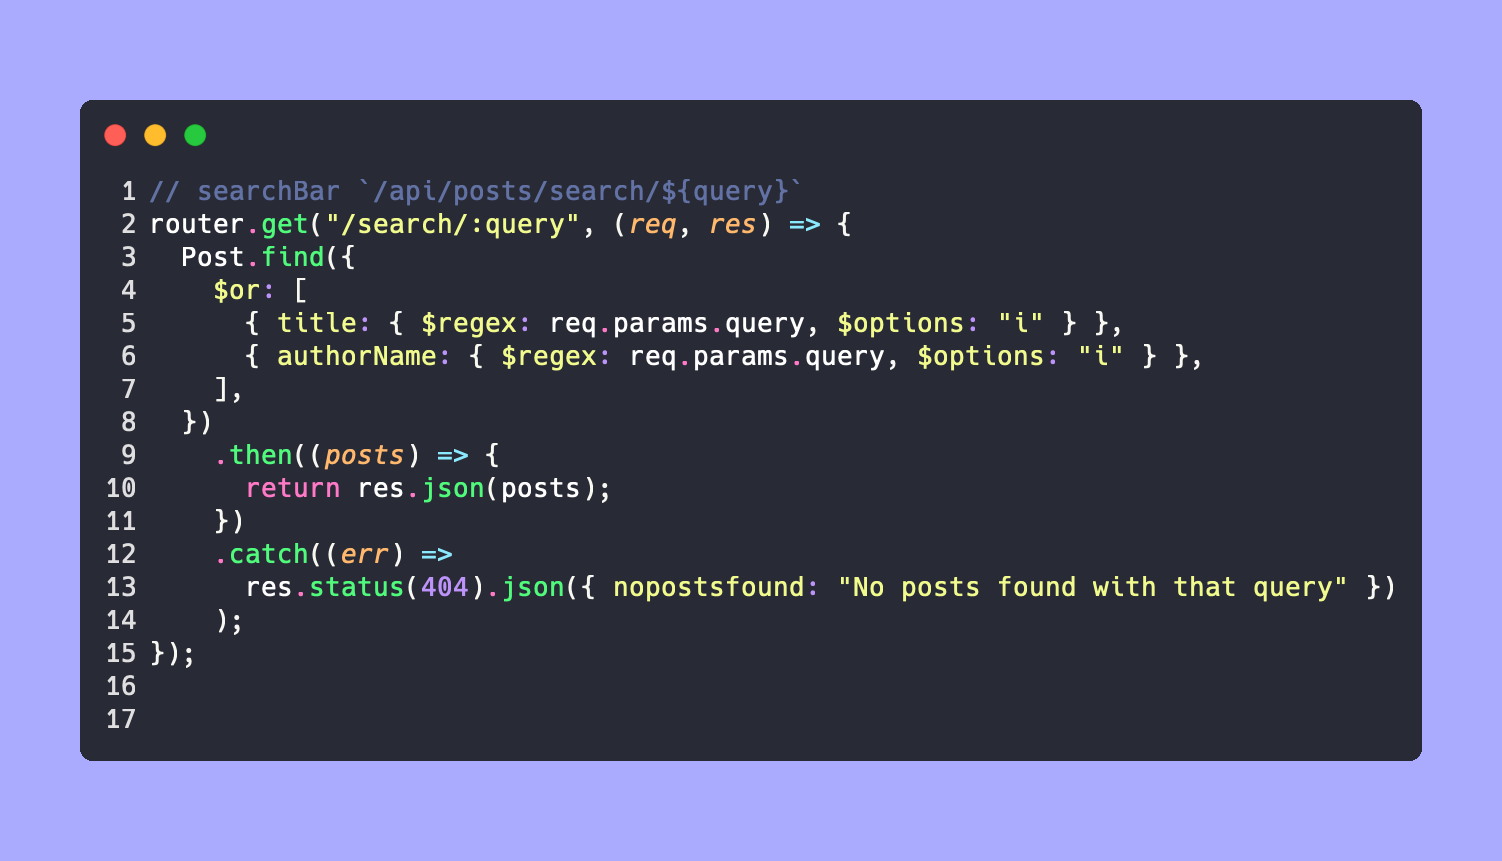 1 // searchBar `/api/posts/search/${query}`
2 router.get("/search/:query", (req, res) => {
3   Post.find({
4     $or: [
5       { title: { $regex: req.params.query, $options: "i" } },
6       { authorName: { $regex: req.params.query, $options: "i" } },
7     ],
8   })
9     .then((posts) => {
10       return res.json(posts);
11     })
12     .catch((err) =>
13       res.status(404).json({ nopostsfound: "No posts found with that query" })
14     );
15 });
16
17